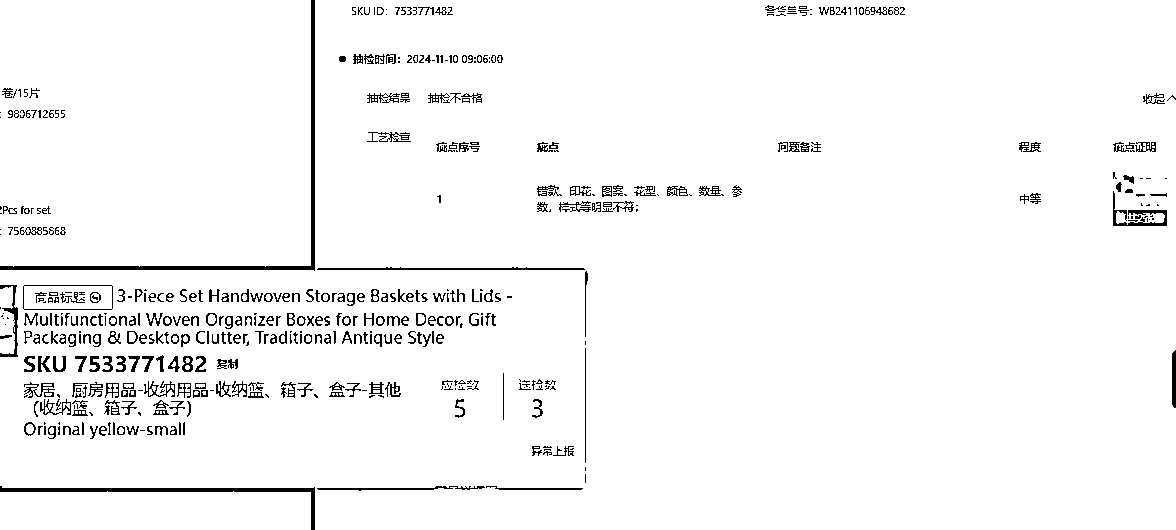 SKU ID: 7533771482
备货单号: WB241106948682
抽检时间: 2024-11-10 09:06:00
卷/15片
: 9806712655
抽检结果 抽检不合格
收起
工艺检查
疵点序号 疵点 问题备注 程度 疵点证明
1
错款、印花、图案、花型、颜色、数量、参
数，样式等明显不符;
中等
共2张
2Pcs for set
: 7560885668
商品标题 3-Piece Set Handwoven Storage Baskets with Lids -
Multifunctional Woven Organizer Boxes for Home Decor, Gift
Packaging & Desktop Clutter, Traditional Antique Style
SKU 7533771482 复制
家居、厨房用品-收纳用品-收纳篮、箱子、盒子-其他
(收纳篮、箱子、盒子)
Original yellow-small
应检数 送检数
5 3
异常上报